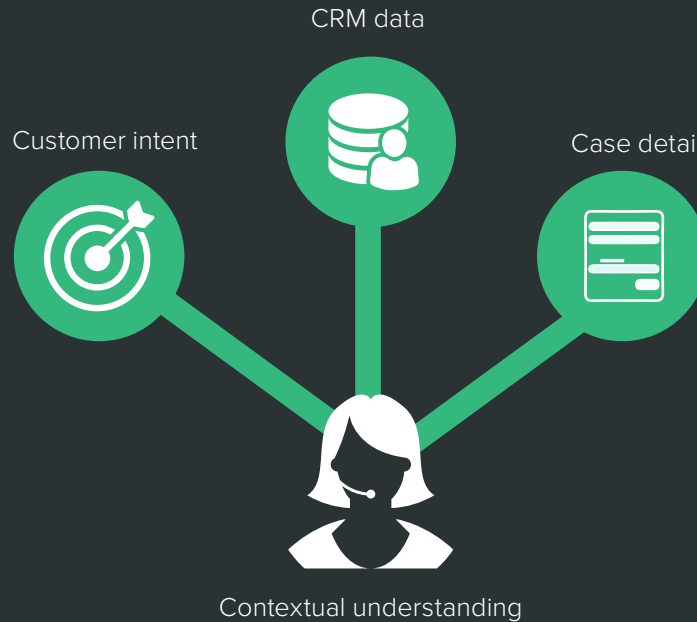 CRM data
Customer intent
Case detai
Contextual understanding